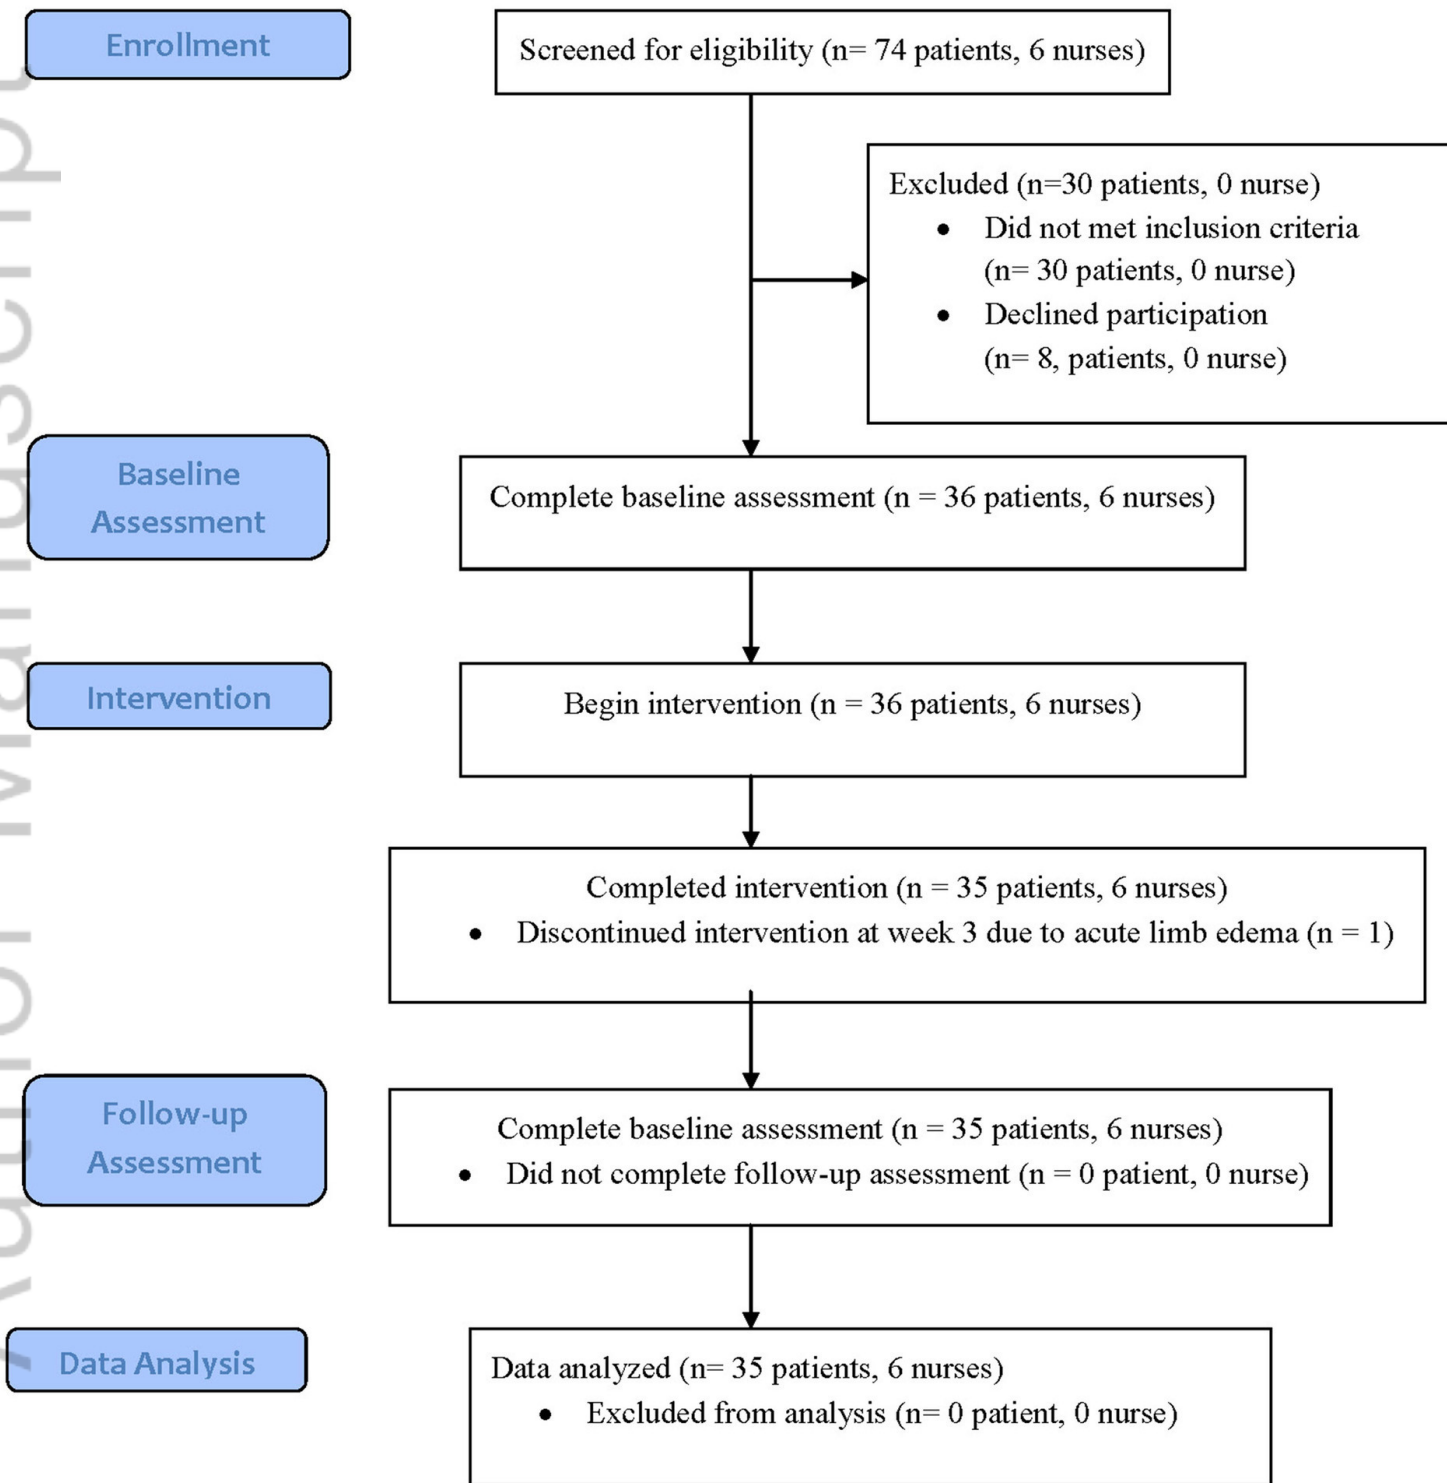 Enrollment
Screened for eligibility (n= 74 patients, 6 nurses)
Excluded (n=30 patients, 0 nurse)
• Did not met inclusion criteria
(n= 30 patients, 0 nurse)
• Declined participation
(n= 8, patients, 0 nurse)
Baseline
Assessment
Complete baseline assessment (n = 36 patients, 6 nurses)
Intervention
Begin intervention (n = 36 patients, 6 nurses)
Completed intervention (n = 35 patients, 6 nurses)
• Discontinued intervention at week 3 due to acute limb edema (n = 1)
Follow-up
Assessment
Complete baseline assessment (n = 35 patients, 6 nurses)
• Did not complete follow-up assessment (n = 0 patient, 0 nurse)
Data Analysis
Data analyzed (n= 35 patients, 6 nurses)
• Excluded from analysis (n= 0 patient, 0 nurse)
Author Manuscript